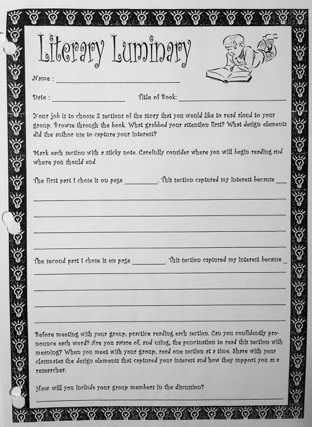 Literary Luminary
Name :
Date : Title of Book:
Your job is to choose 2 sections of the story that you would like to read aloud to your
group. Browse through the book. What grabbed your attention first? What design elements
did the author use to capture your interest?
Mark each section with a sticky note. Carefully consider where you will begin reading and
where you should end.
The first part I chose is on page ________. This section captured my interest because ___
The second part I chose is on page ________. This section captured my interest because _
Before meeting with your group, practice reading each section. Can you confidently pro-
nounce each word? Are you aware of, and using, the punctuation to read this section with
meaning? When you meet with your group, read one section at a time. Share with your
classmates the design elements that captured your interest and how they support you as a
researcher.
How will you include your group members in the discussion?